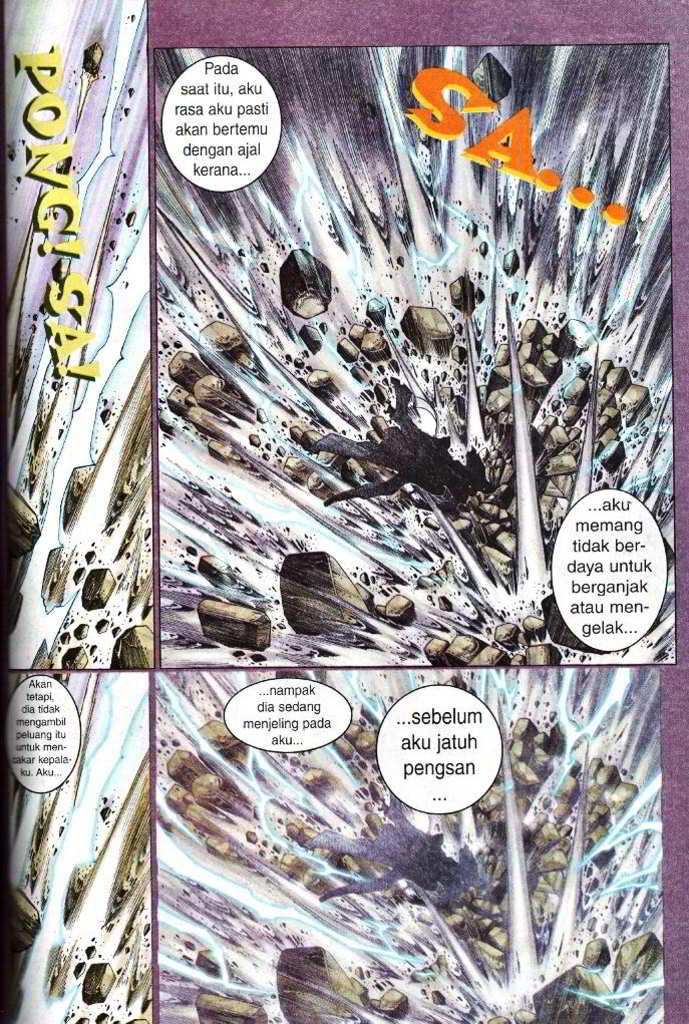 PONG! SA!
Pada
saat itu, aku
rasa aku pasti
akan bertemu
dengan ajal
kerana...
SA...
...aku
memang
tidak ber-
daya untuk
berganjak
atau men-
gelak...
Akan
tetapi,
dia tidak
mengambil
peluang itu
untuk men-
cakar kepala-
ku. Aku...
...nampak
dia sedang
menjeling pada
aku...
...sebelum
aku jatuh
pengsan
...